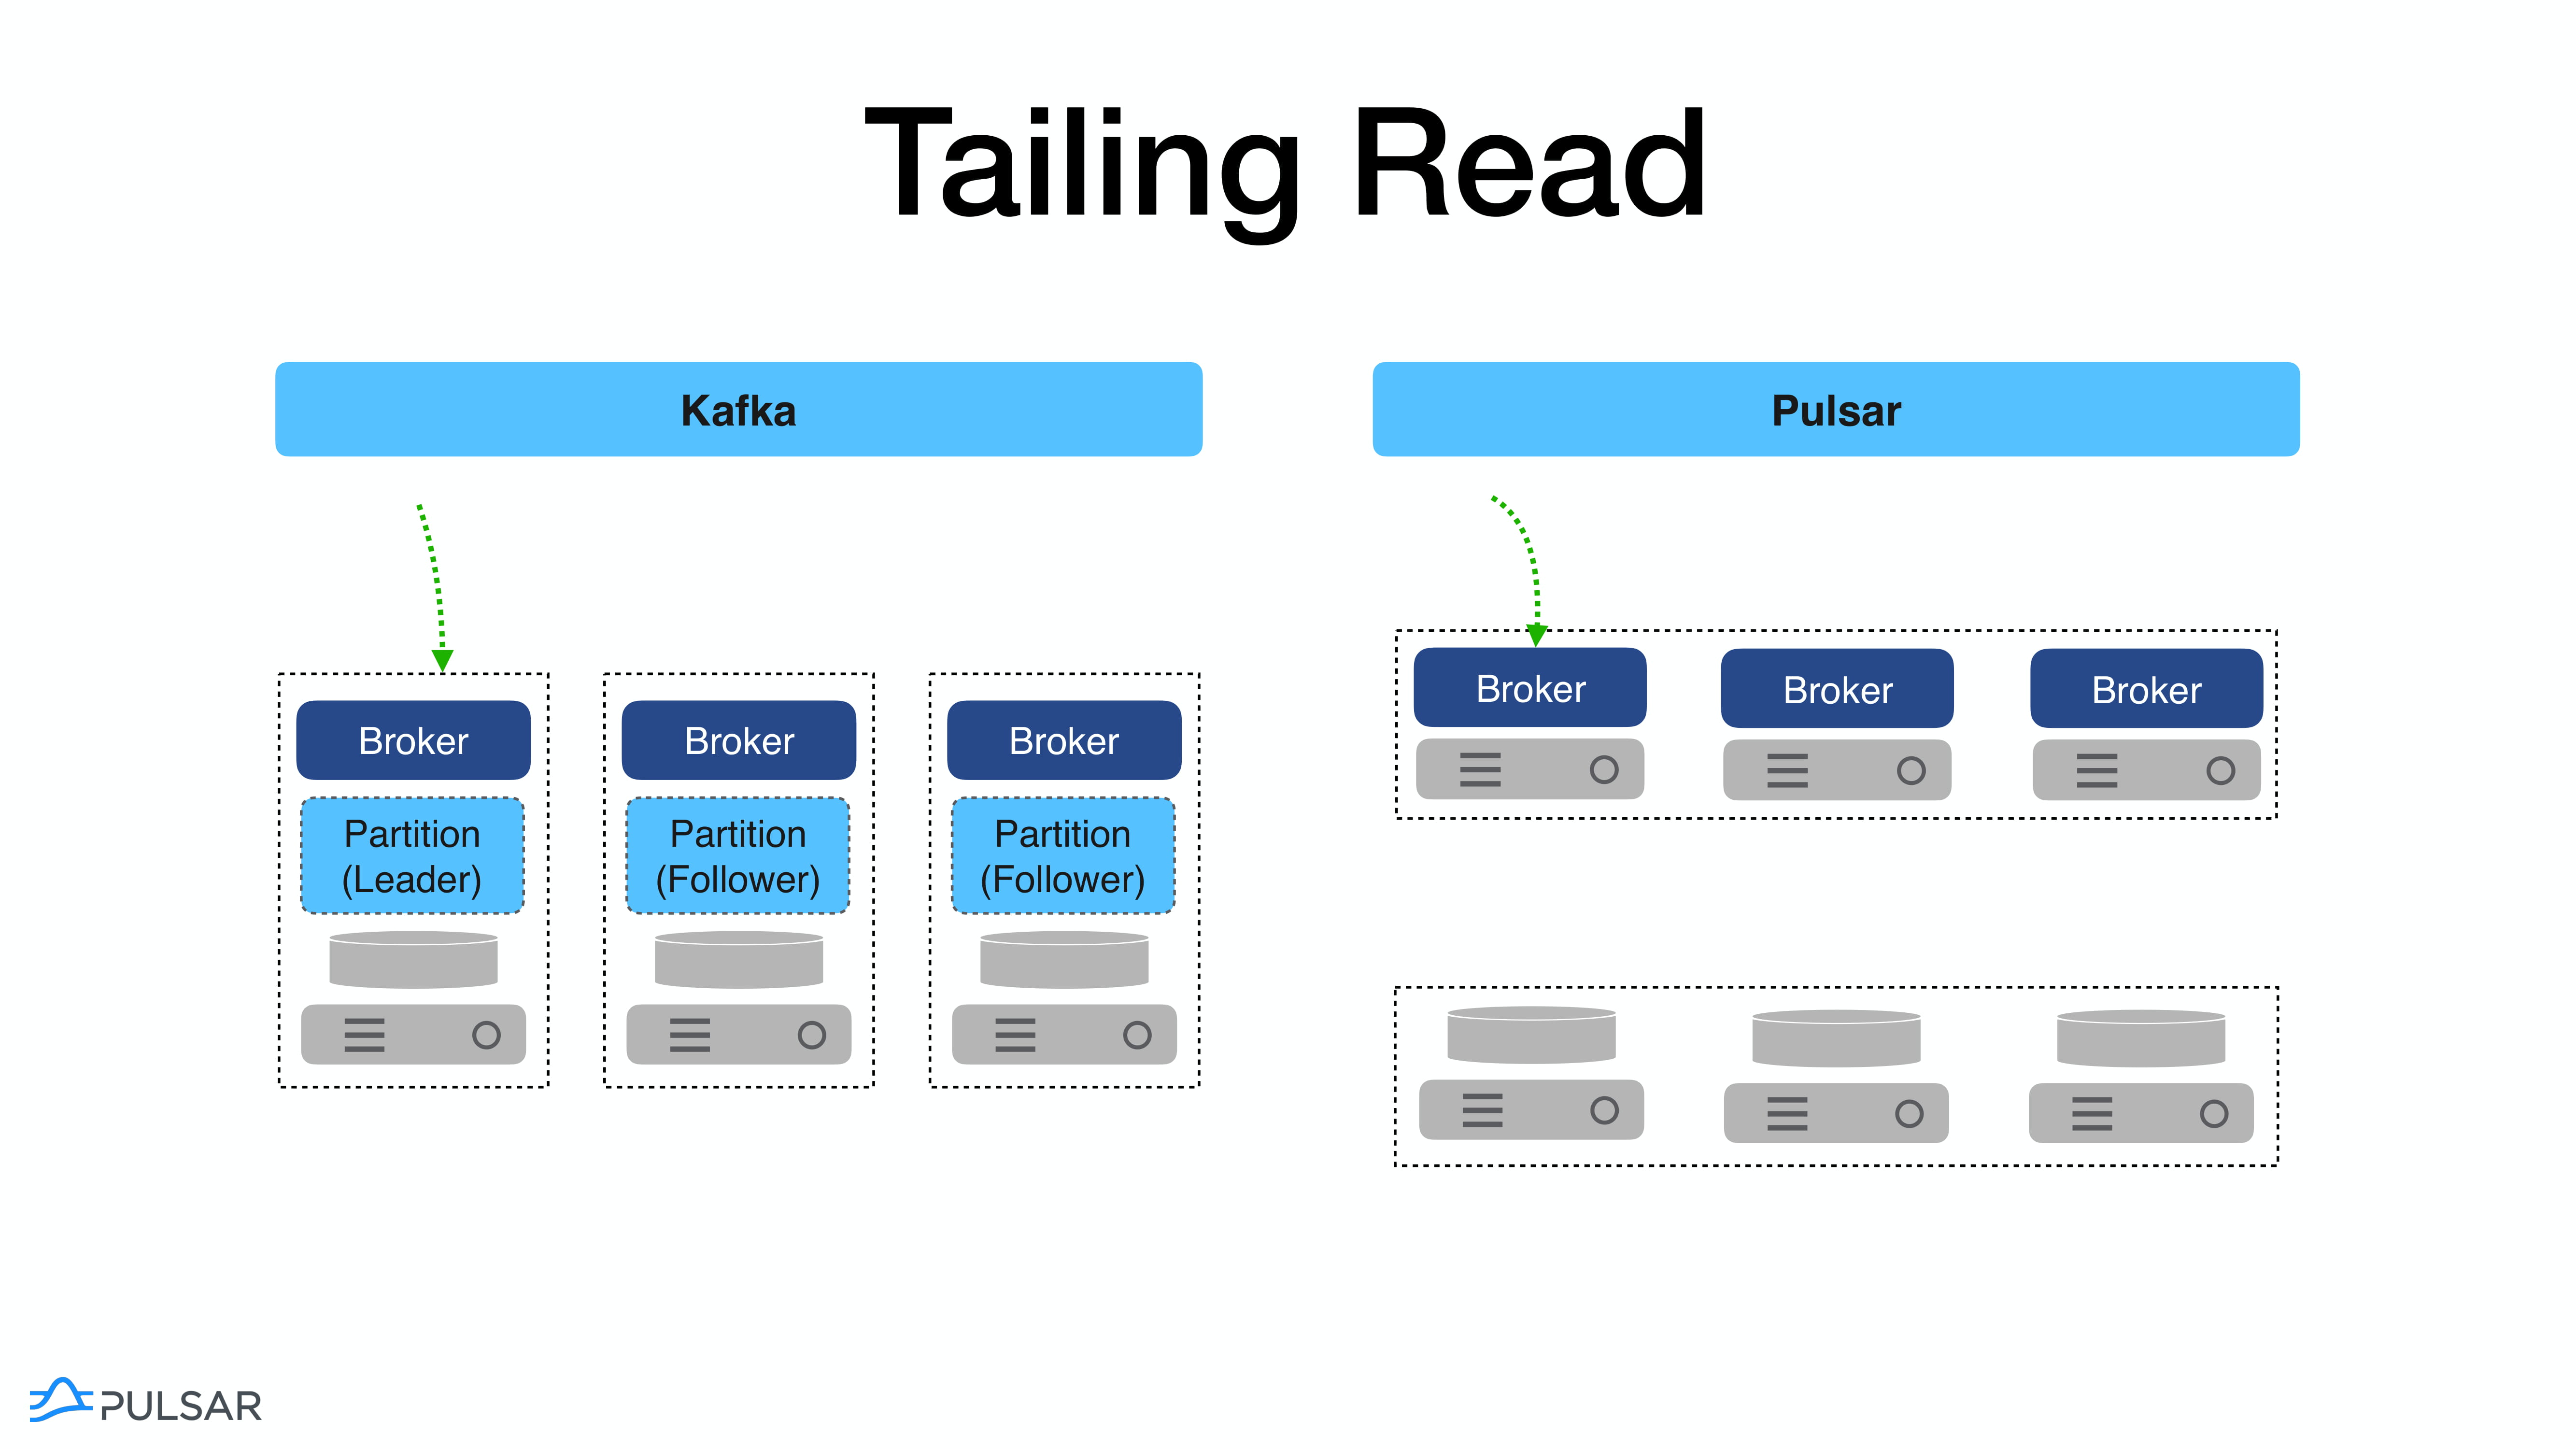 Tailing Read
Kafka
Pulsar
Broker
Broker
Broker
Partition
(Leader)
Partition
(Follower)
Partition
(Follower)
Broker
Broker
Broker
PULSAR